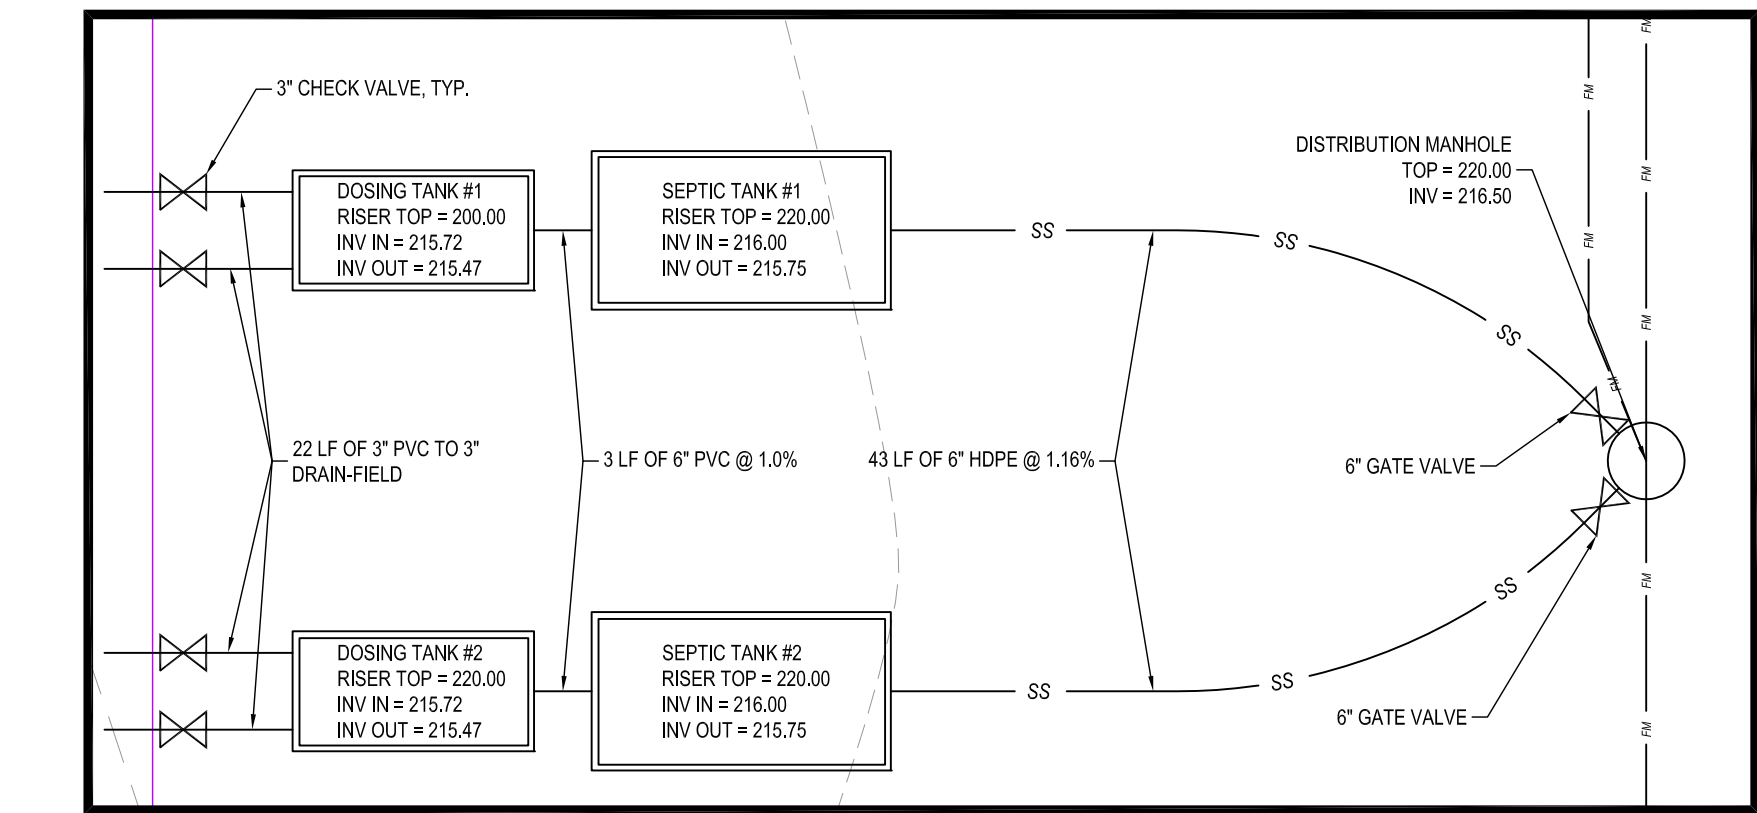 3" CHECK VALVE, TYP.
DOSING TANK #1
RISER TOP = 200.00
INV IN = 215.72
INV OUT = 215.47
SEPTIC TANK #1
RISER TOP = 220.00
INV IN = 216.00
INV OUT = 215.75
DISTRIBUTION MANHOLE
TOP = 220.00
INV = 216.50
SS
SS
SS
FM
FM
FM
FM
FM
FM
22 LF OF 3" PVC TO 3"
DRAIN-FIELD
3 LF OF 6" PVC @ 1.0%
43 LF OF 6" HDPE @ 1.16%
6" GATE VALVE
DOSING TANK #2
RISER TOP = 220.00
INV IN = 215.72
INV OUT = 215.47
SEPTIC TANK #2
RISER TOP = 220.00
INV IN = 216.00
INV OUT = 215.75
SS
SS
SS
6" GATE VALVE
FM
FM